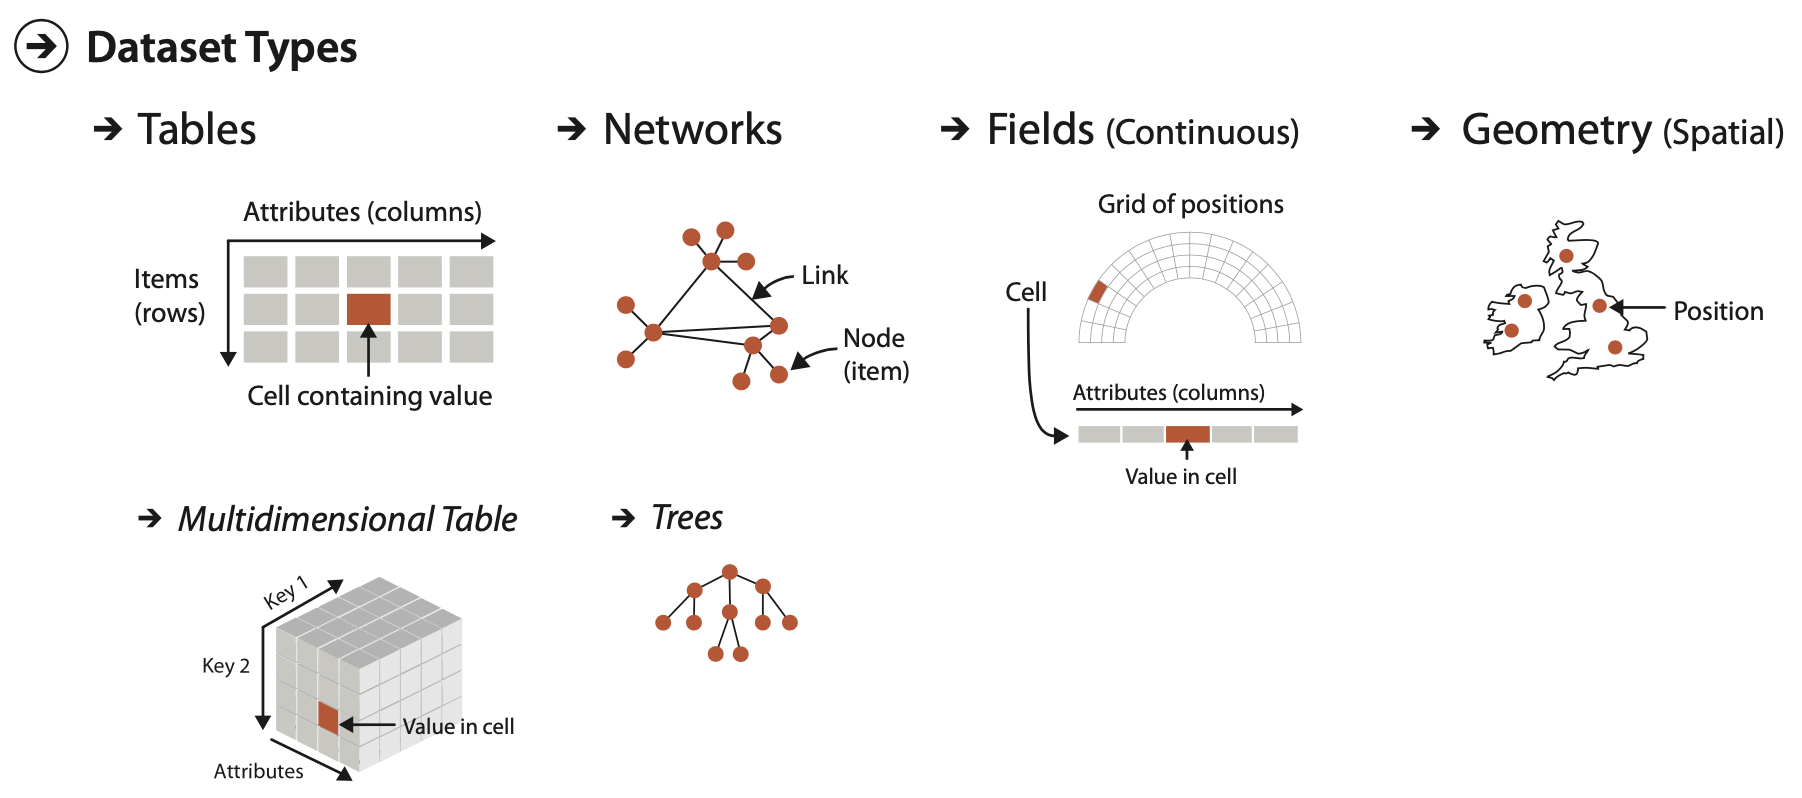 Dataset Types
Tables
Attributes (columns)
Items
(rows)
Cell containing value
Networks
Link
Node
(item)
Fields (Continuous)
Grid of positions
Cell
Attributes (columns)
Value in cell
Geometry (Spatial)
Position
Multidimensional Table
Key 1
Key 2
Value in cell
Attributes
Trees